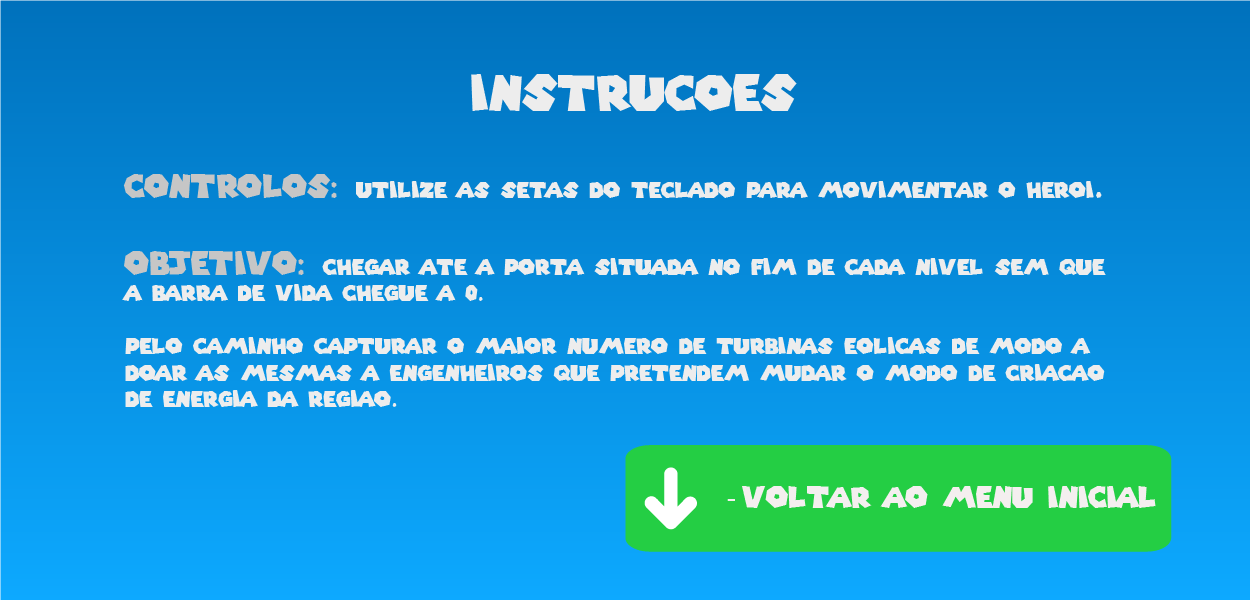 INSTRUCOES
CONTROLOS: UTILIZE AS SETAS DO TECLADO PARA MOVIMENTAR O HEROI.
OBJETIVO: CHEGAR ATE A PORTA SITUADA NO FIM DE CADA NIVEL SEM QUE
A BARRA DE VIDA CHEGUE A 0.
PELO CAMINHO CAPTURAR O MAIOR NUMERO DE TURBINAS EOLICAS DE MODO A
DOAR AS MESMAS A ENGENHEIROS QUE PRETENDEM MUDAR O MODO DE CRIACAO
DE ENERGIA DA REGIAO.
- VOLTAR AO MENU INICIAL